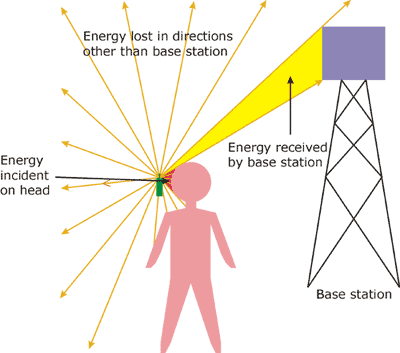 Energy lost in directions
other than base station
Energy received
by base station
Energy
incident
on head
Base station